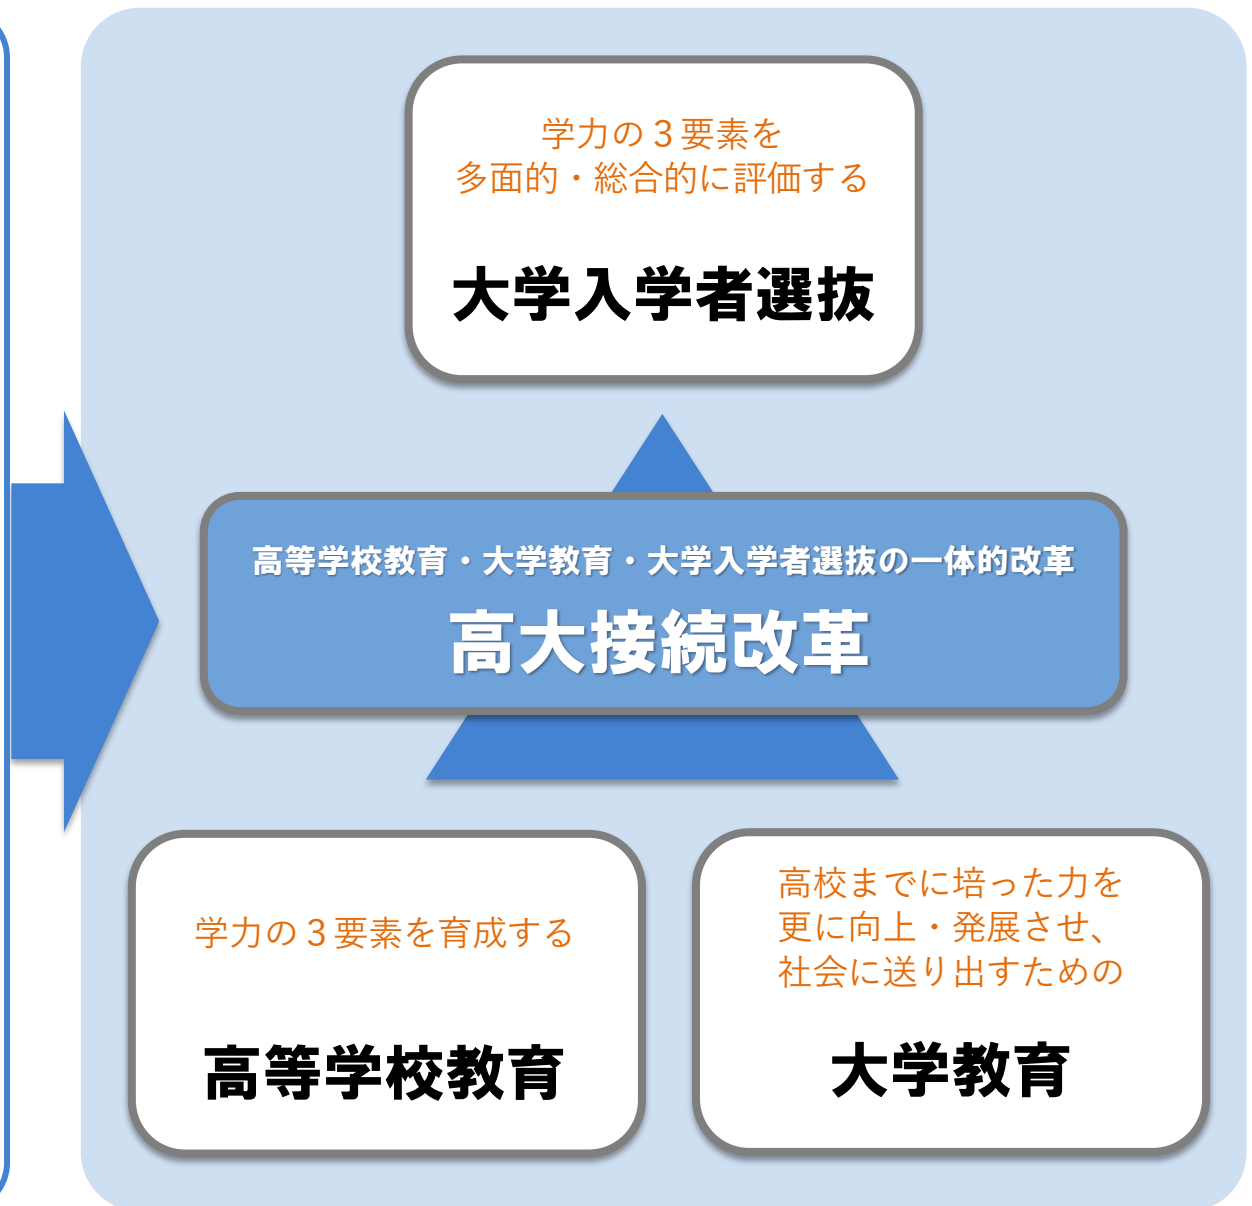 学力の３要素を
多面的・総合的に評価する
大学入学者選抜
高等学校教育・大学教育・大学入学者選抜の一体的改革
高大接続改革
学力の３要素を育成する
高等学校教育
高校までに培った力を
更に向上・発展させ、
社会に送り出すための
大学教育